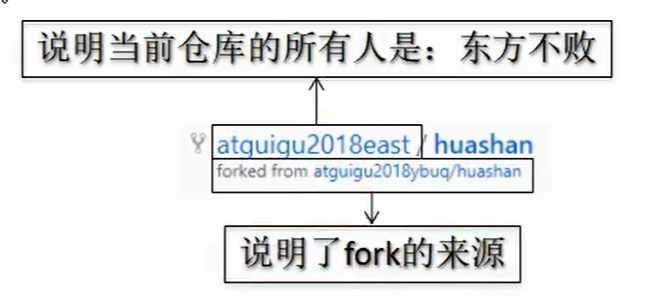 说明当前仓库的所有人是：东方不败
atguigu2018east / huashan
forked from atguigu2018ybuq/huashan
说明了fork的来源